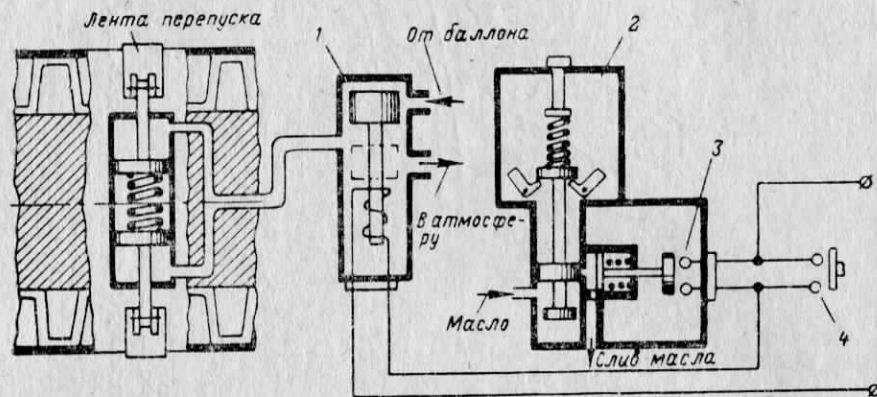 Лента перепуска
1
От баллона
2
3
В атмосфе-
ру
Масло
4
Слив масла